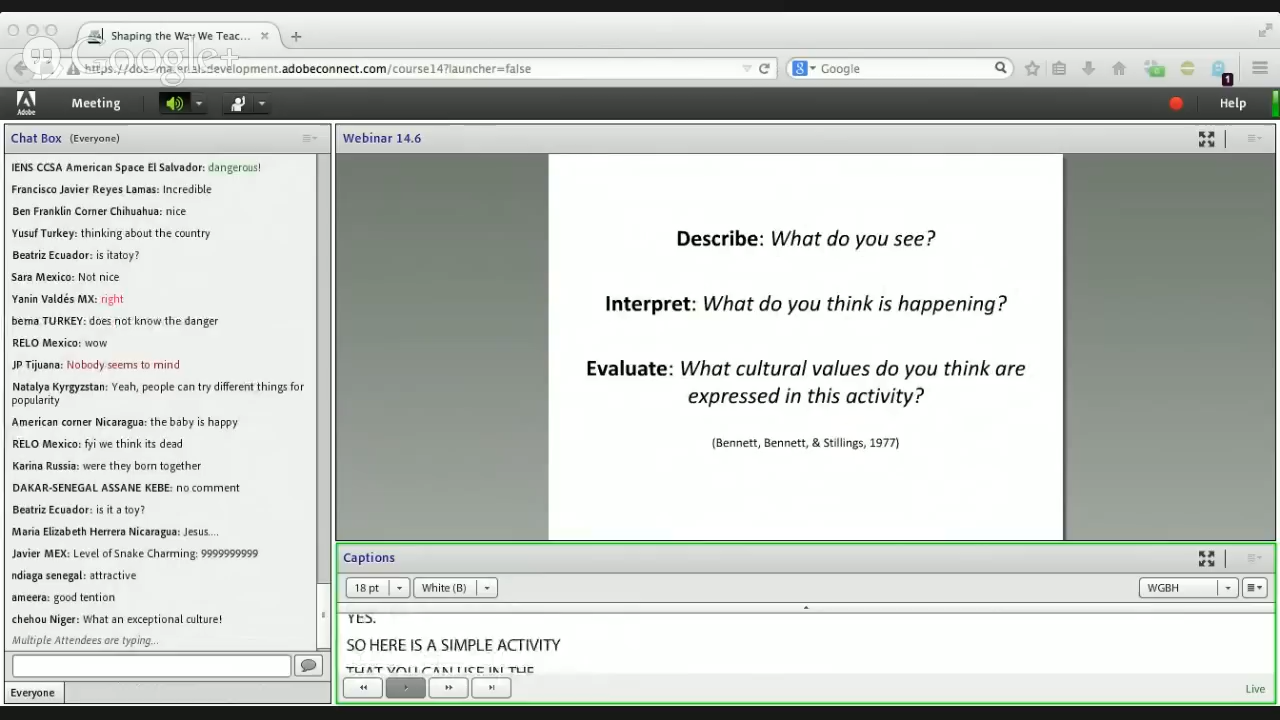 Shaping the Way We Teac...
Google+
adobeconnect.com/course14?launcher=false
Google
1
Adobe
Meeting
Help
Chat Box (Everyone)
IENS CCSA American Space El Salvador: dangerous!
Francisco Javier Reyes Lamas: Incredible
Ben Franklin Corner Chihuahua: nice
Yusuf Turkey: thinking about the country
Beatriz Ecuador: is itatoy?
Sara Mexico: Not nice
Yanin Valdés MX: right
bema TURKEY: does not know the danger
RELO Mexico: wow
JP Tijuana: Nobody seems to mind
Natalya Kyrgyzstan: Yeah, people can try different things for
popularity
American corner Nicaragua: the baby is happy
RELO Mexico: fyi we think its dead
Karina Russia: were they born together
DAKAR-SENEGAL ASSANE KEBE: no comment
Beatriz Ecuador: is it a toy?
Maria Elizabeth Herrera Nicaragua: Jesus....
Javier MEX: Level of Snake Charming: 9999999999
ndiaga senegal: attractive
ameera: good tention
chehou Niger: What an exceptional culture!
Multiple Attendees are typing...
Everyone
Webinar 14.6
Describe: What do you see?
Interpret: What do you think is happening?
Evaluate: What cultural values do you think are
expressed in this activity?
(Bennett, Bennett, & Stillings, 1977)
Captions
18 pt
White (B)
WGBH
YES.
SO HERE IS A SIMPLE ACTIVITY
THAT YOU CAN USE IN THE
Live